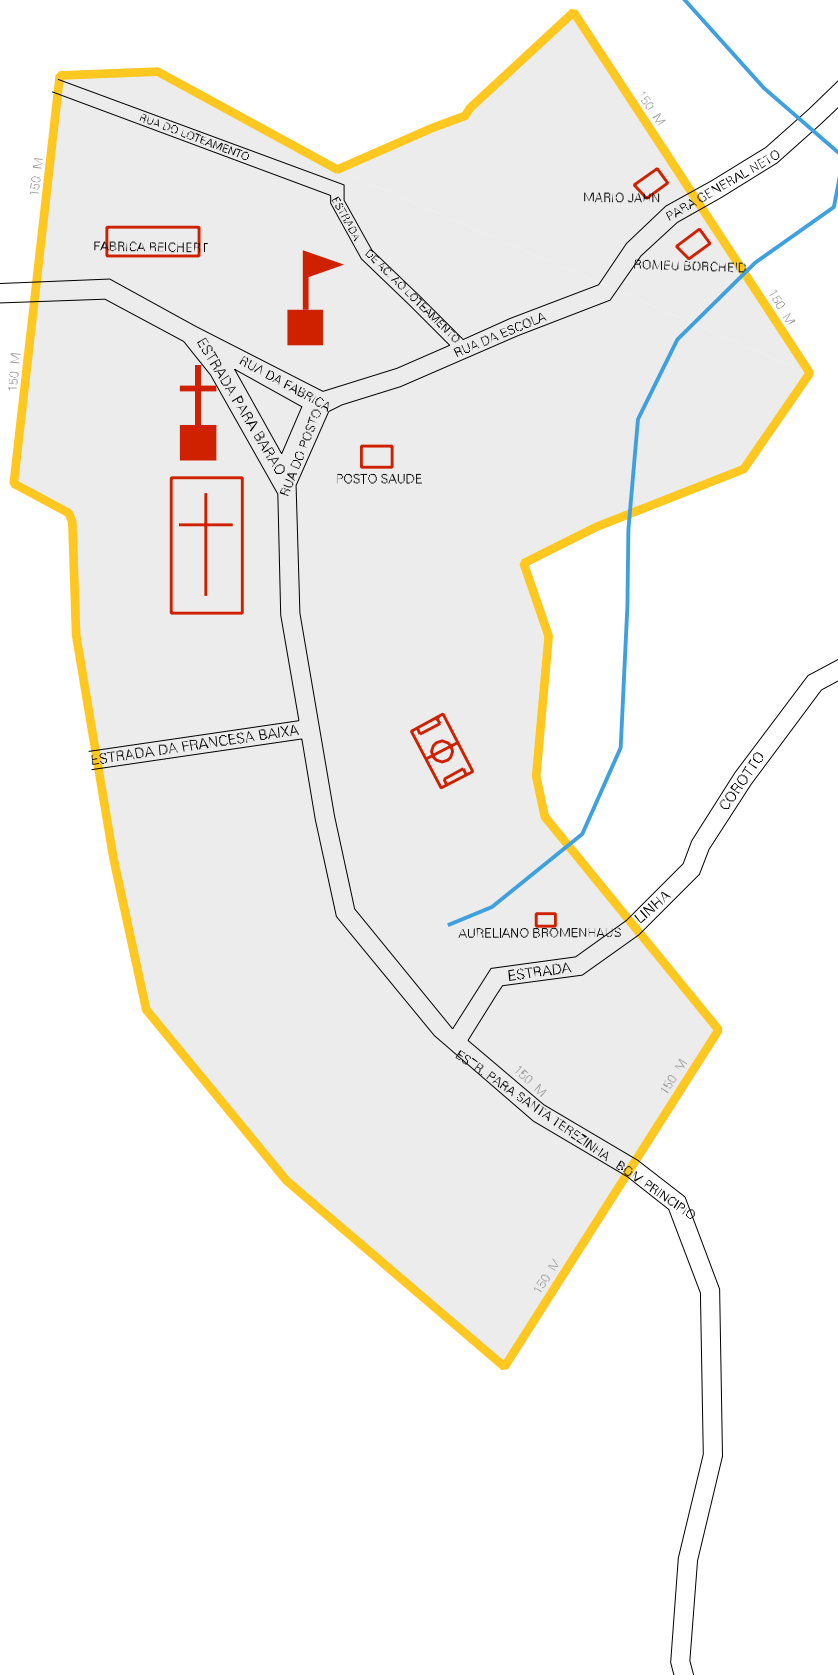 150 M
RUA DO LOTEAMENTO
150 M
MARIO JAHN
PARA GENERAL NETO
ESTRADA DE AC. AO LOTEAMENTO
FABRICA REICHERT
ROMEU BORCHEID
150 M
RUA DA ESCOLA
150 M
ESTRADA PARA BARAO
RUA DA FABRICA
RUA DO POSTO
POSTO SAUDE
ESTRADA DA FRANCESA BAIXA
AURELIANO BROMENHAUS
ESTRADA LINHA COROTTO
150 M
150 M
ESTR. PARA SANTA TEREZINHA BOM PRINCIPIO
150 M